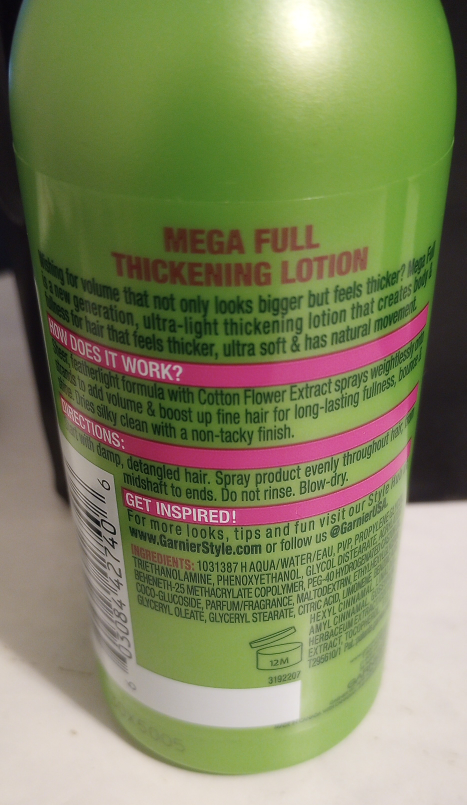 MEGA FULL
THICKENING LOTION
for volume that not only looks bigger but feels thicker? Mega Full
is a new generation, ultra-light thickening lotion that creates body &
fullness for hair that feels thicker, ultra soft & has natural movement.
HOW DOES IT WORK?
featherlight formula with Cotton Flower Extract sprays weightlessly
to add volume & boost up fine hair for long-lasting fullness, bounce &
Dries silky clean with a non-tacky finish.
DIRECTIONS:
with damp, detangled hair. Spray product evenly throughout hair,
midshaft to ends. Do not rinse. Blow-dry.
GET INSPIRED!
For more looks, tips and fun visit our Style
www.GarnierStyle.com or follow us @GarnierUSA.
INGREDIENTS: 1031387 H AQUA/WATER/EAU, PVP,
TRIETHANOLAMINE, PHENOXYETHANOL, GLYCOL DISTEARATE,
BEHENETH-25 METHACRYLATE COPOLYMER, PEG-40
COCO-GLUCOSIDE, PARFUM/FRAGRANCE, MALTODEXTRIN,
GLYCERYL OLEATE, GLYCERYL STEARATE, CITRIC ACID,
HEXYL CINNAMAL,
AMYL CINNAMAL,
HERBACEUM
EXTRACT,
12M
3192207